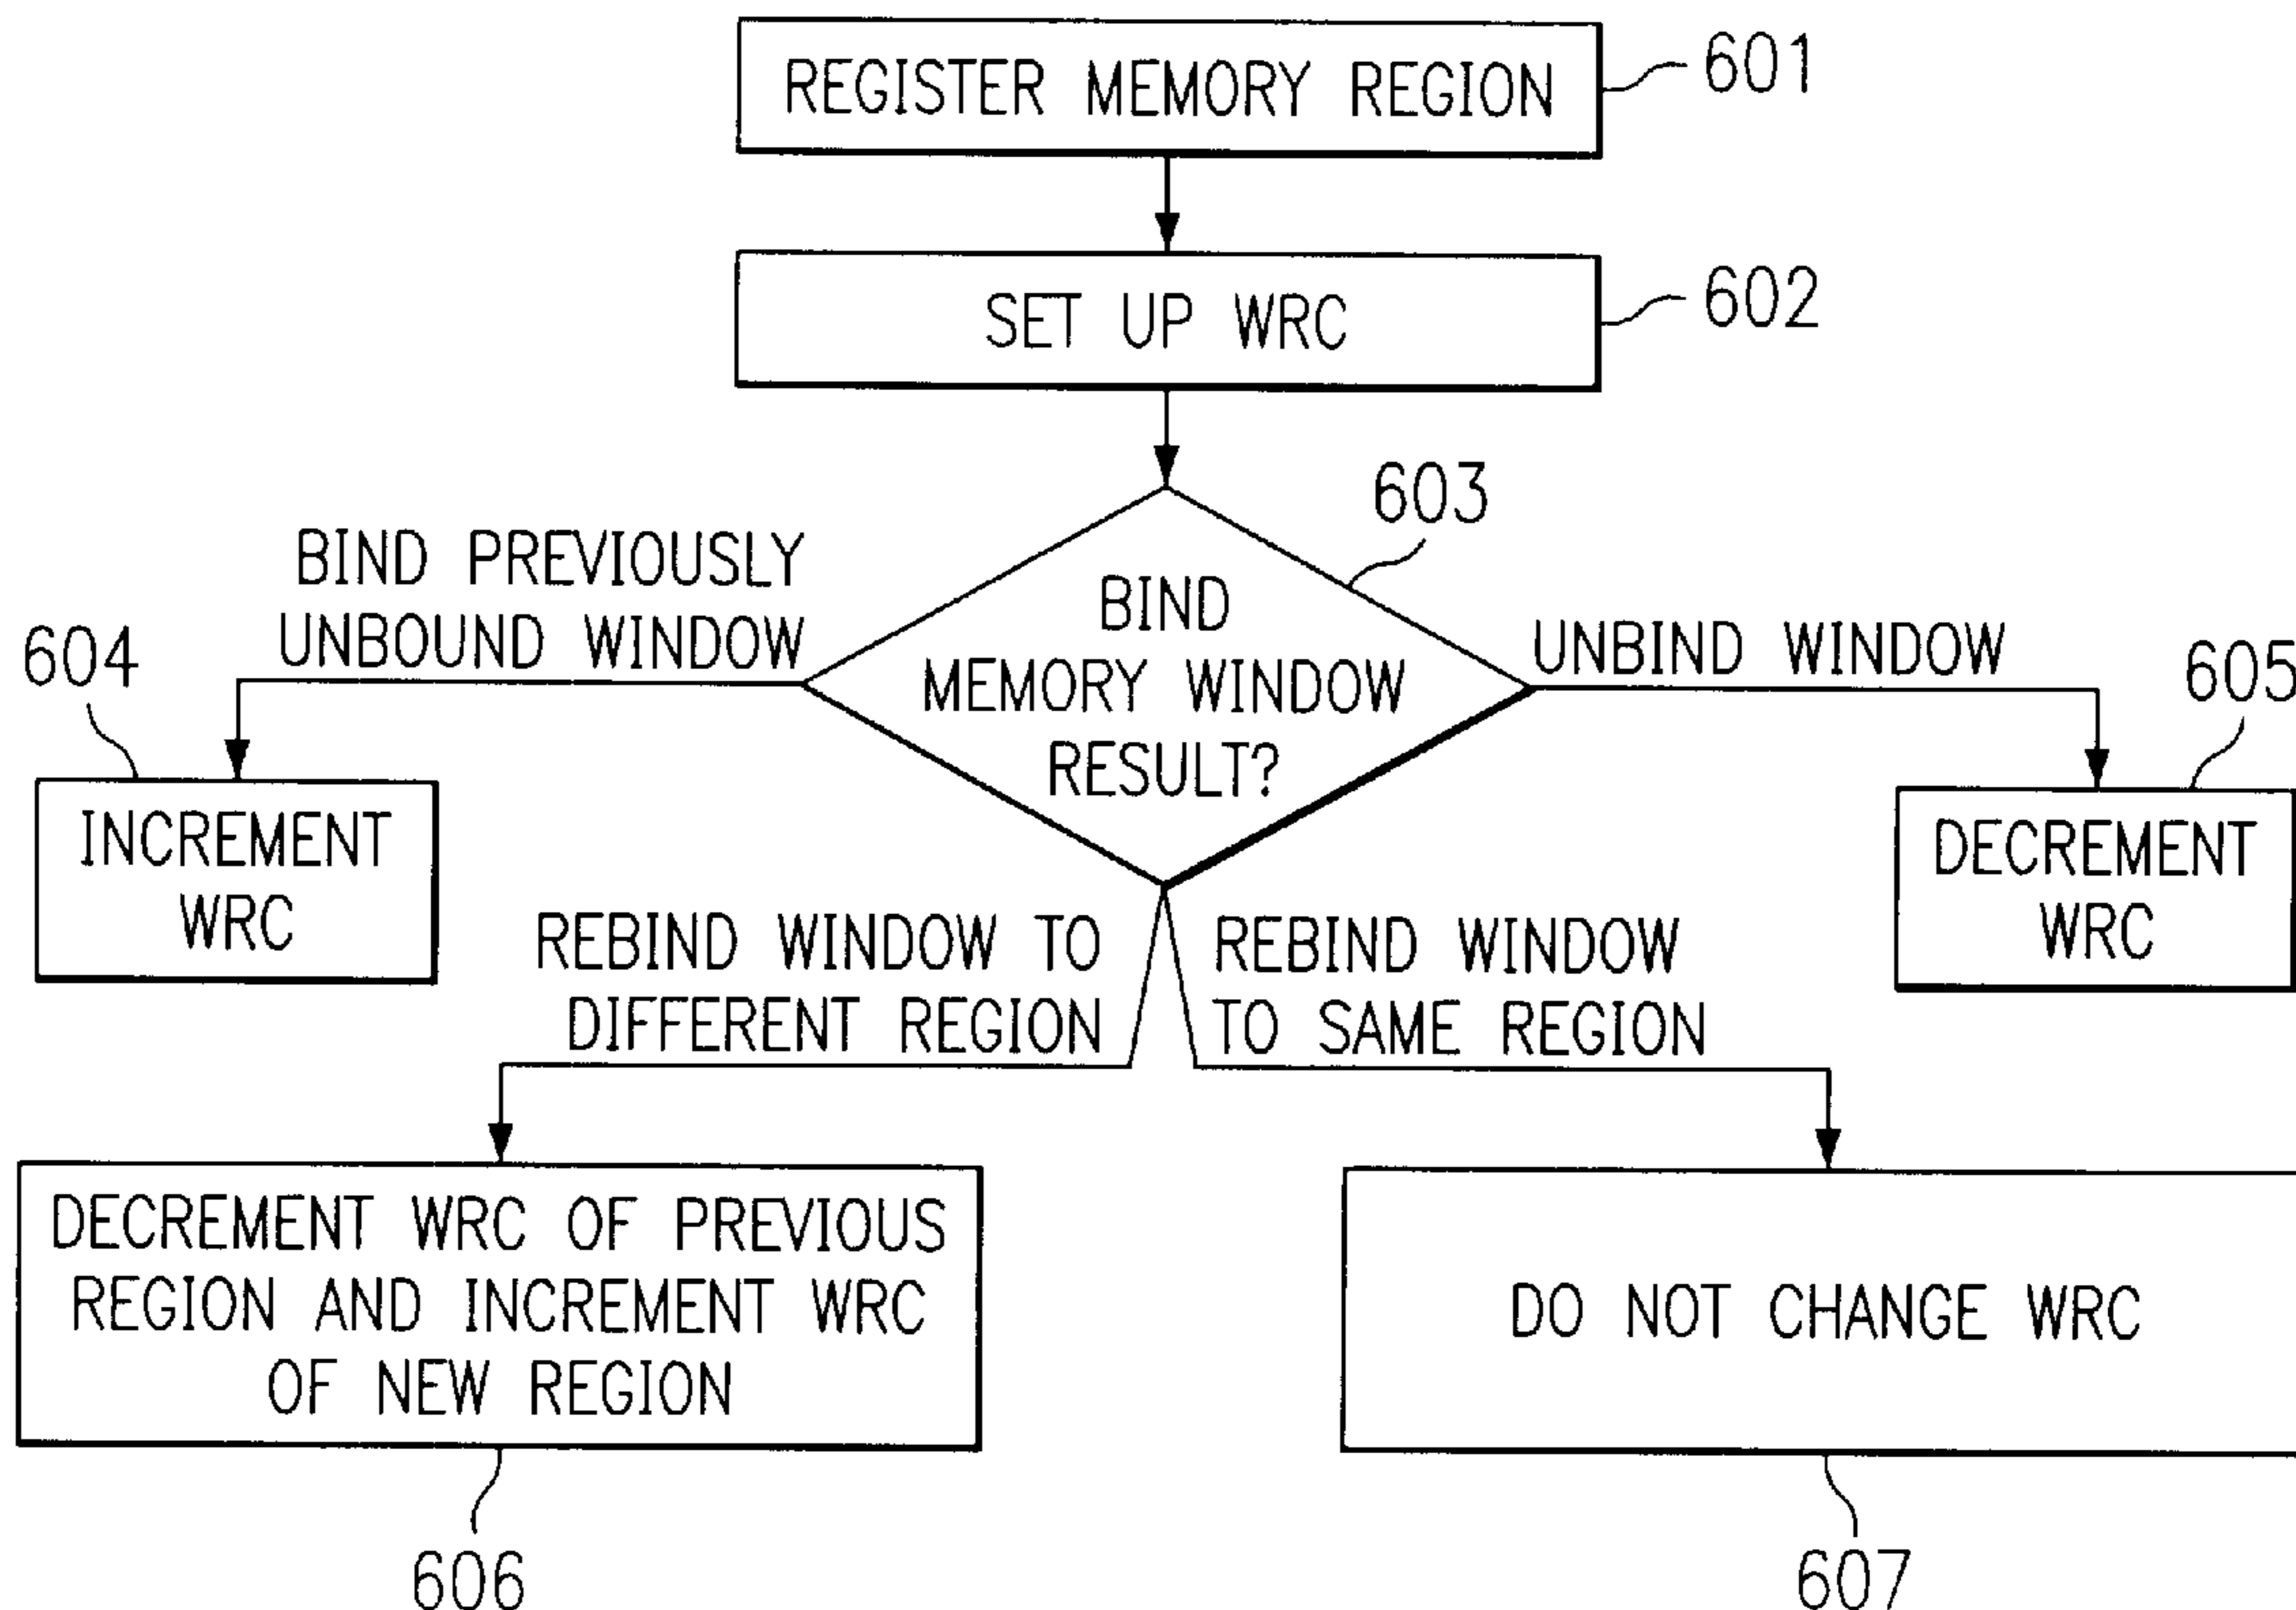 REGISTER MEMORY REGION
601
SET UP WRC
602
603
BIND
MEMORY WINDOW
RESULT?
BIND PREVIOUSLY
UNBOUND WINDOW
UNBIND WINDOW
604
605
INCREMENT
WRC
DECREMENT
WRC
REBIND WINDOW TO
DIFFERENT REGION
REBIND WINDOW
TO SAME REGION
DECREMENT WRC OF PREVIOUS
REGION AND INCREMENT WRC
OF NEW REGION
DO NOT CHANGE WRC
606
607